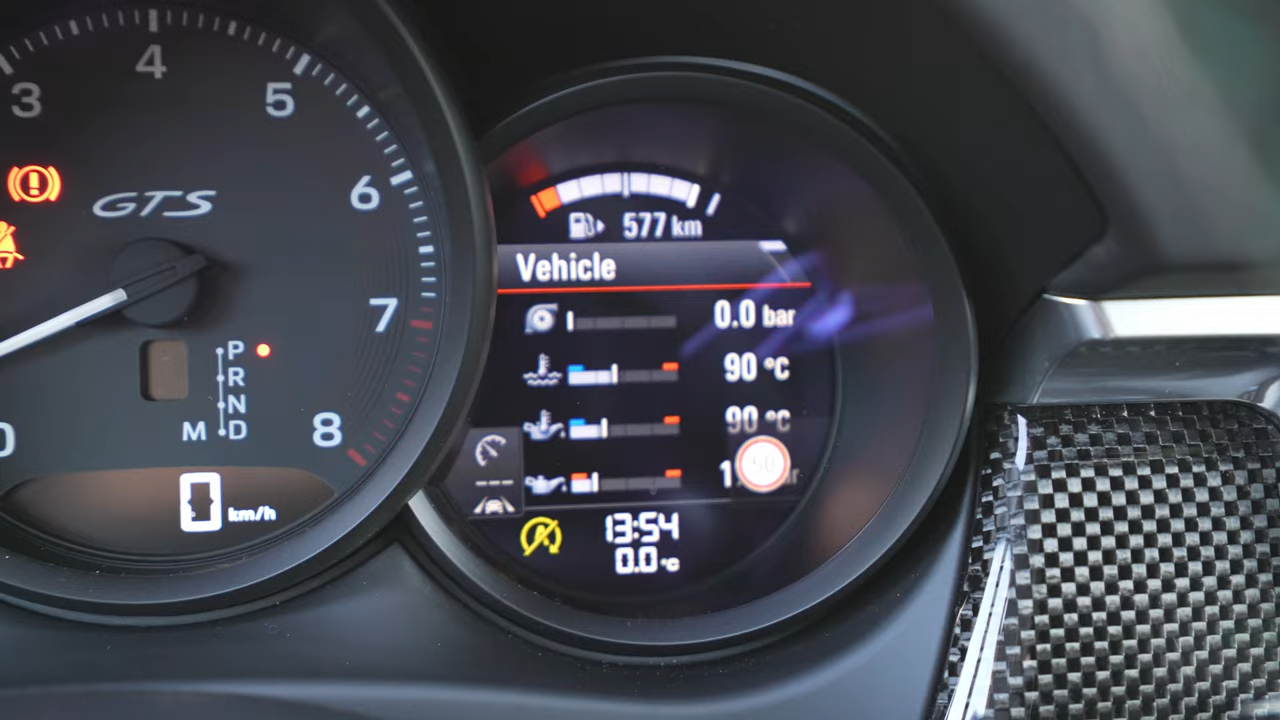 3
4
5
6
7
8
0
GTS
P
R
N
M D
0 km/h
577 km
Vehicle
0.0 bar
90 °C
90 °C
50
---
13:54
0.0 °C